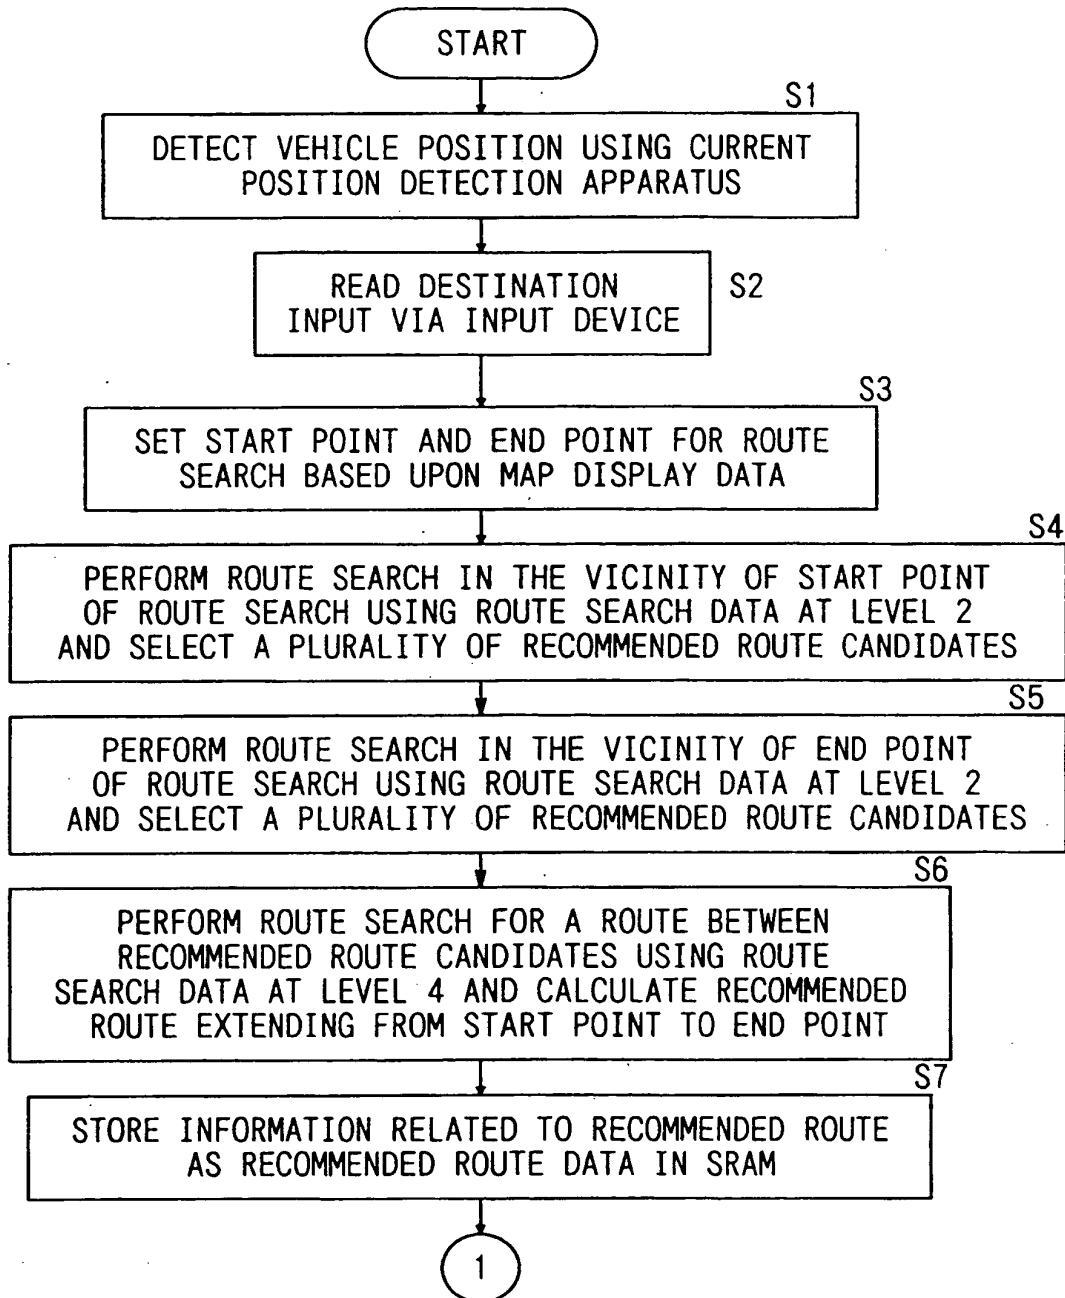 START
S1
DETECT VEHICLE POSITION USING CURRENT
POSITION DETECTION APPARATUS
READ DESTINATION
INPUT VIA INPUT DEVICE
S2
S3
SET START POINT AND END POINT FOR ROUTE
SEARCH BASED UPON MAP DISPLAY DATA
S4
PERFORM ROUTE SEARCH IN THE VICINITY OF START POINT
OF ROUTE SEARCH USING ROUTE SEARCH DATA AT LEVEL 2
AND SELECT A PLURALITY OF RECOMMENDED ROUTE CANDIDATES
S5
PERFORM ROUTE SEARCH IN THE VICINITY OF END POINT
OF ROUTE SEARCH USING ROUTE SEARCH DATA AT LEVEL 2
AND SELECT A PLURALITY OF RECOMMENDED ROUTE CANDIDATES
S6
PERFORM ROUTE SEARCH FOR A ROUTE BETWEEN
RECOMMENDED ROUTE CANDIDATES USING ROUTE
SEARCH DATA AT LEVEL 4 AND CALCULATE RECOMMENDED
ROUTE EXTENDING FROM START POINT TO END POINT
S7
STORE INFORMATION RELATED TO RECOMMENDED ROUTE
AS RECOMMENDED ROUTE DATA IN SRAM
1